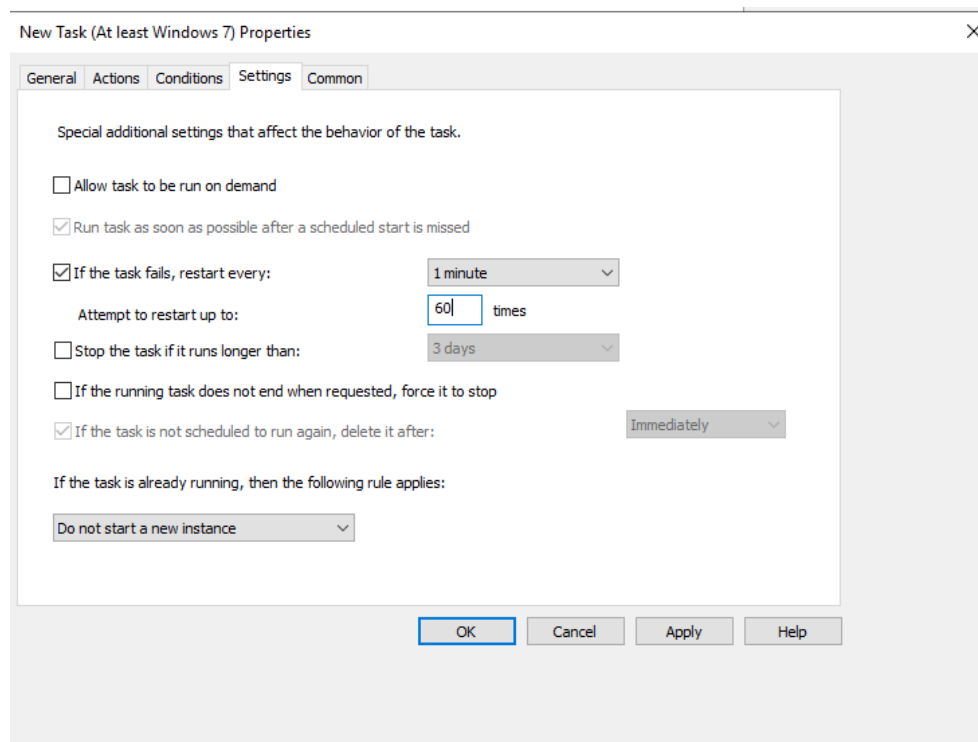 New Task (At least Windows 7) Properties
General Actions Conditions Settings Common
Special additional settings that affect the behavior of the task.
Allow task to be run on demand
Run task as soon as possible after a scheduled start is missed
If the task fails, restart every: 1 minute
Attempt to restart up to: 60 times
Stop the task if it runs longer than: 3 days
If the running task does not end when requested, force it to stop
If the task is not scheduled to run again, delete it after: Immediately
If the task is already running, then the following rule applies:
Do not start a new instance
OK Cancel Apply Help